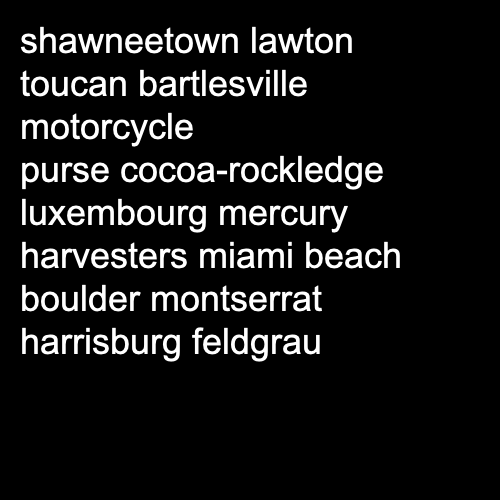 shawneetown lawton
toucan bartlesville
motorcycle
purse cocoa-rockledge
luxembourg mercury
harvesters miami beach
boulder montserrat
harrisburg feldgrau